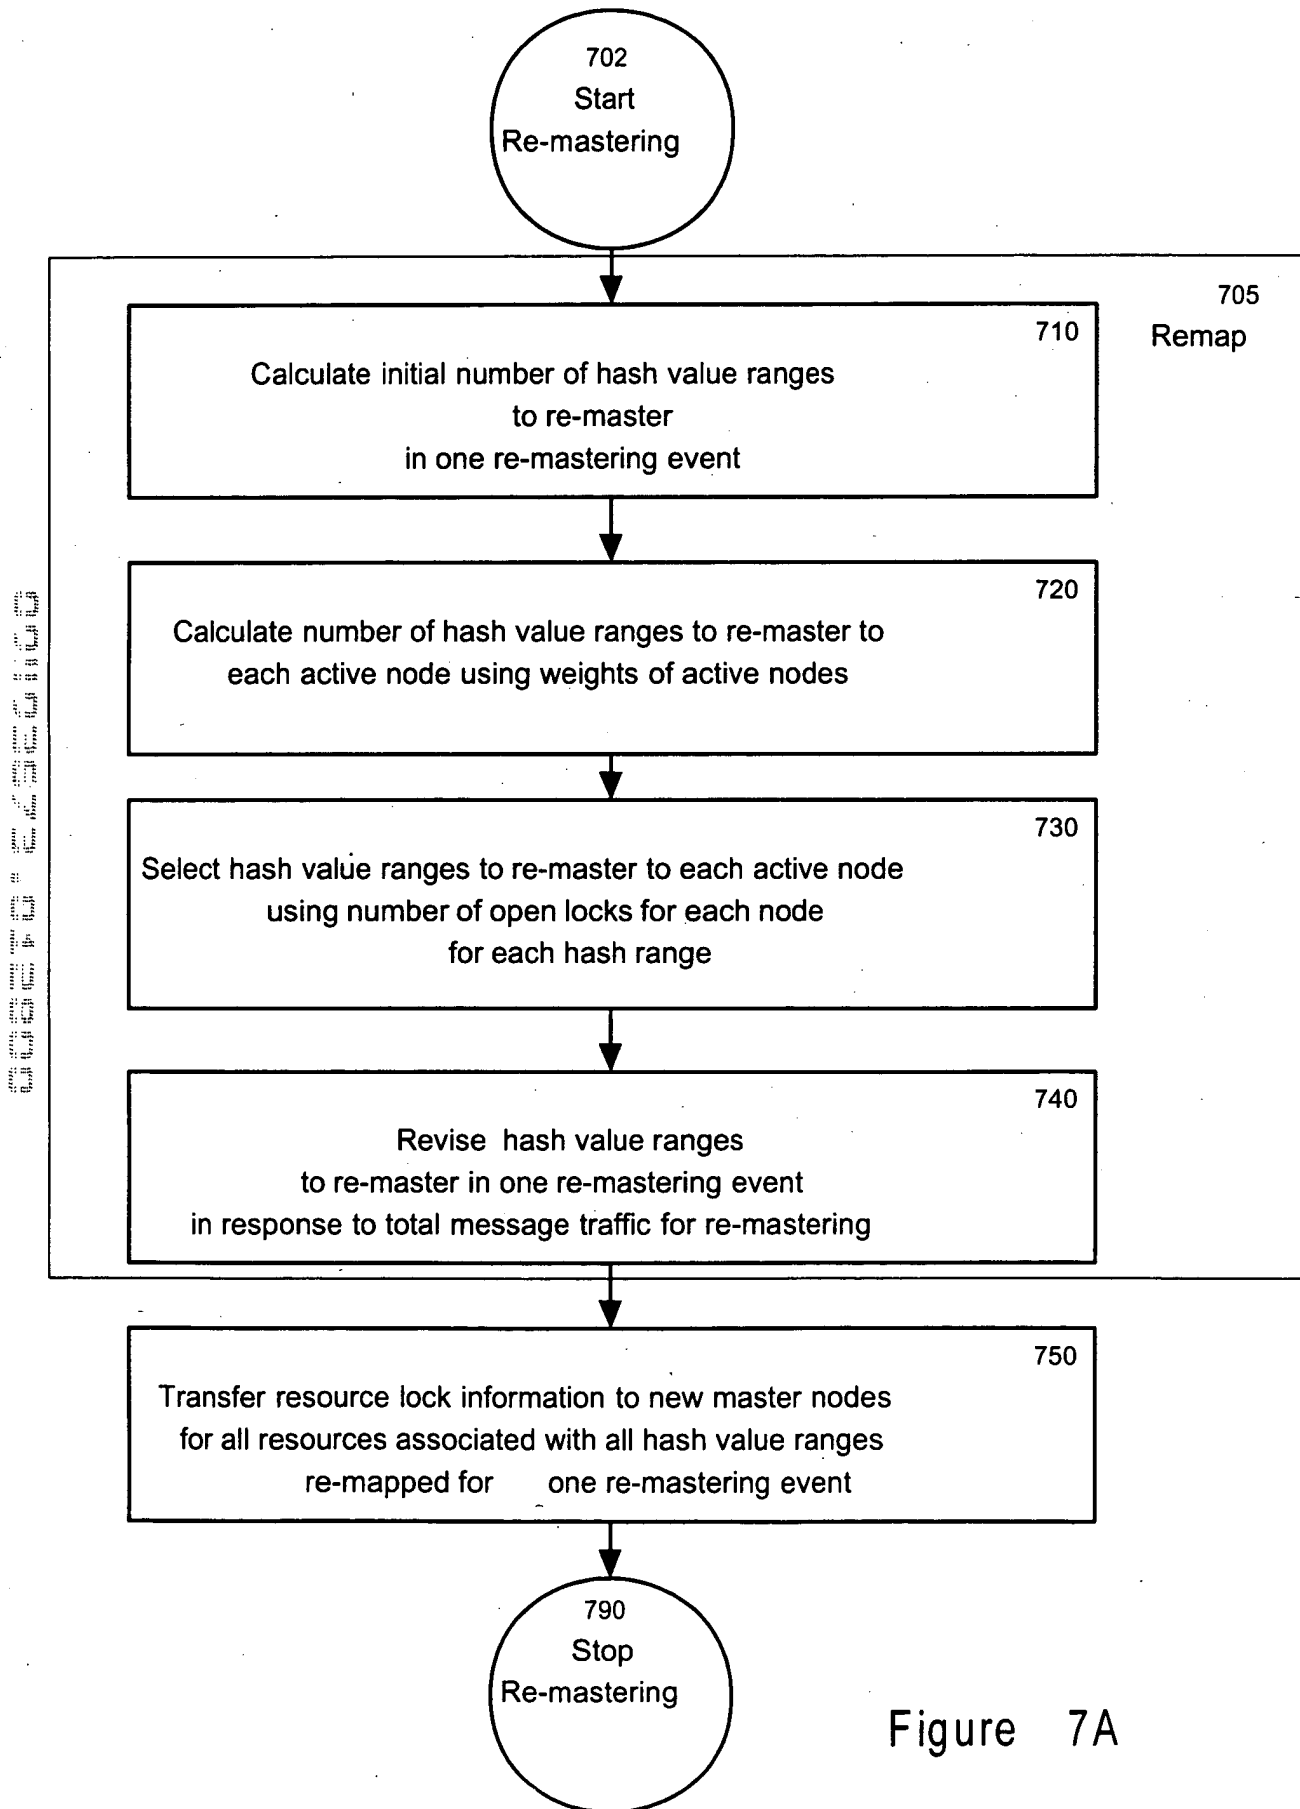 702
Start
Re-mastering
705
Remap
710
Calculate initial number of hash value ranges
to re-master
in one re-mastering event
720
Calculate number of hash value ranges to re-master to
each active node using weights of active nodes
730
Select hash value ranges to re-master to each active node
using number of open locks for each node
for each hash range
740
Revise hash value ranges
to re-master in one re-mastering event
in response to total message traffic for re-mastering
750
Transfer resource lock information to new master nodes
for all resources associated with all hash value ranges
re-mapped for one re-mastering event
790
Stop
Re-mastering
Figure 7A